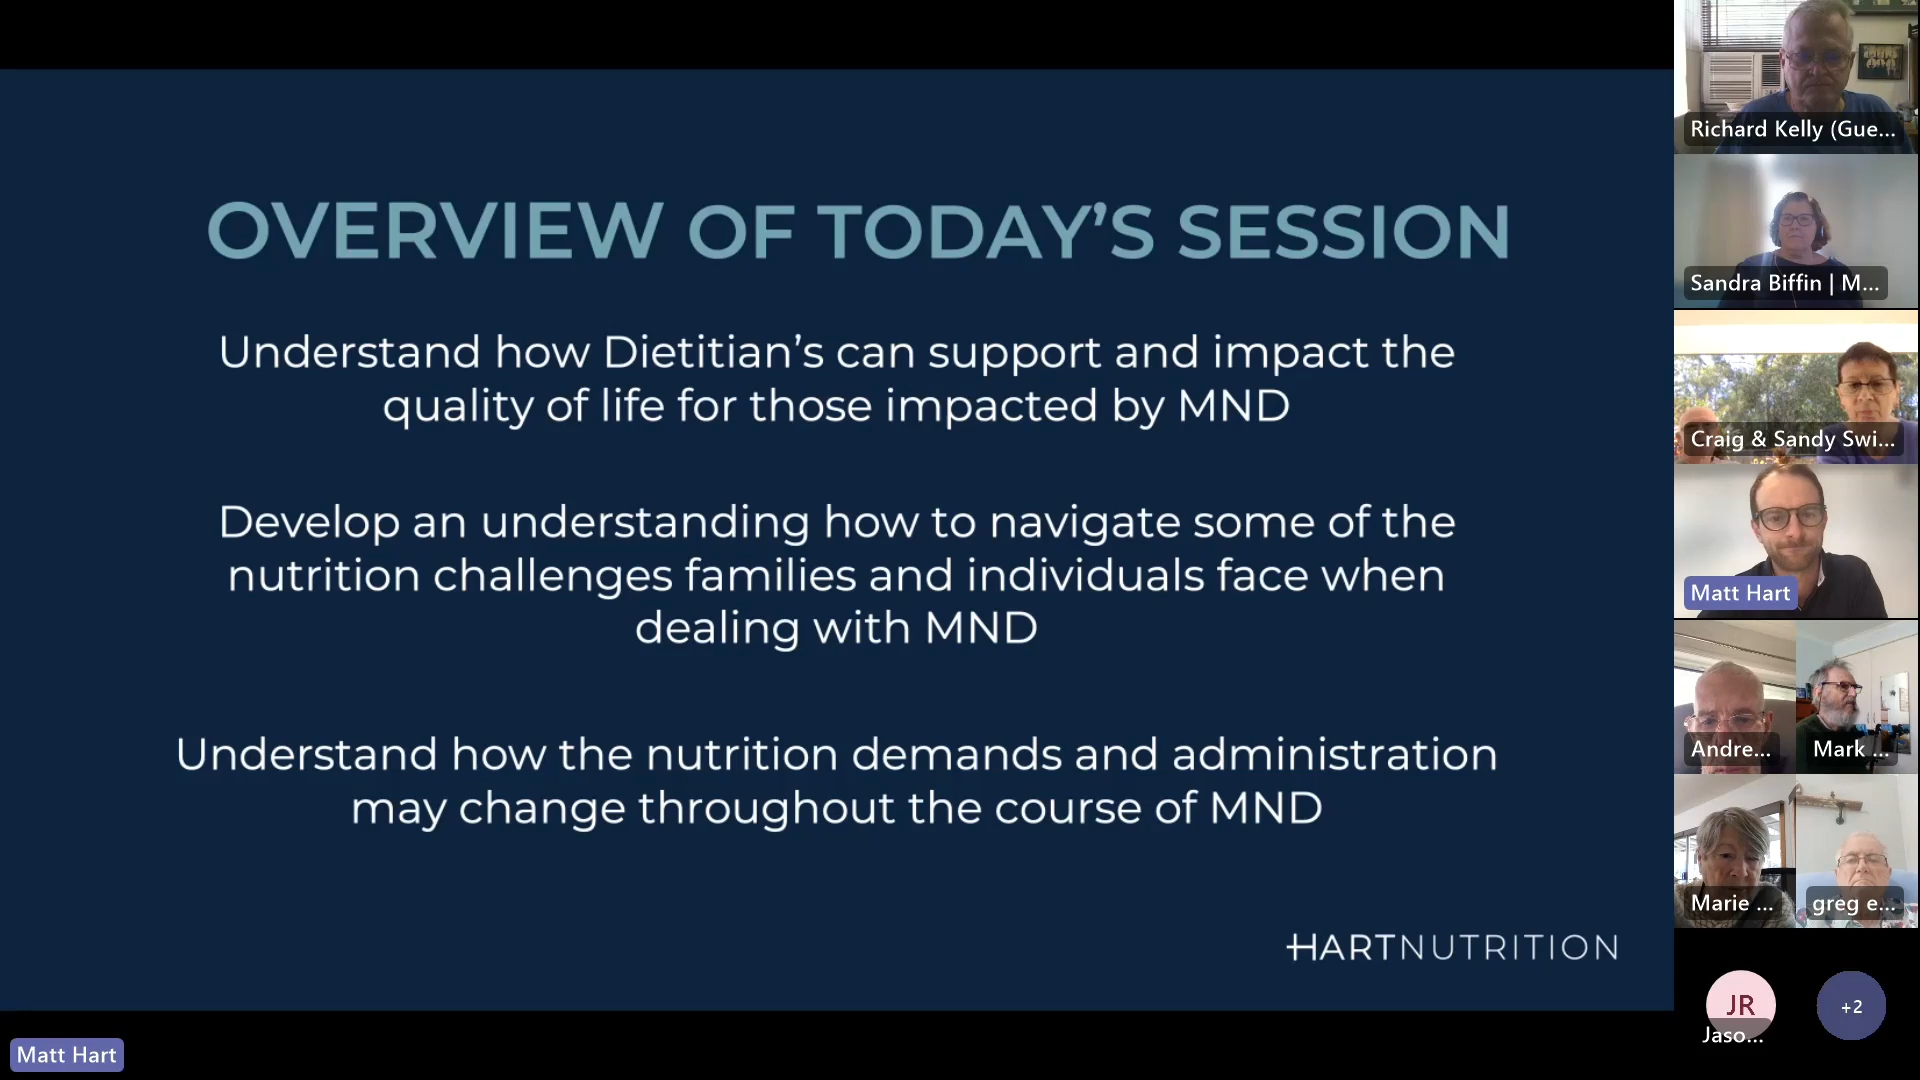 OVERVIEW OF TODAY'S SESSION
Understand how Dietitian's can support and impact the
quality of life for those impacted by MND
Develop an understanding how to navigate some of the
nutrition challenges families and individuals face when
dealing with MND
Understand how the nutrition demands and administration
may change throughout the course of MND
HARTNUTRITION
Matt Hart
Richard Kelly (Gue...
Sandra Biffin | M...
Craig & Sandy Swi...
Matt Hart
Andre...
Mark ...
Marie ...
greg e...
JR
Jaso...
+2